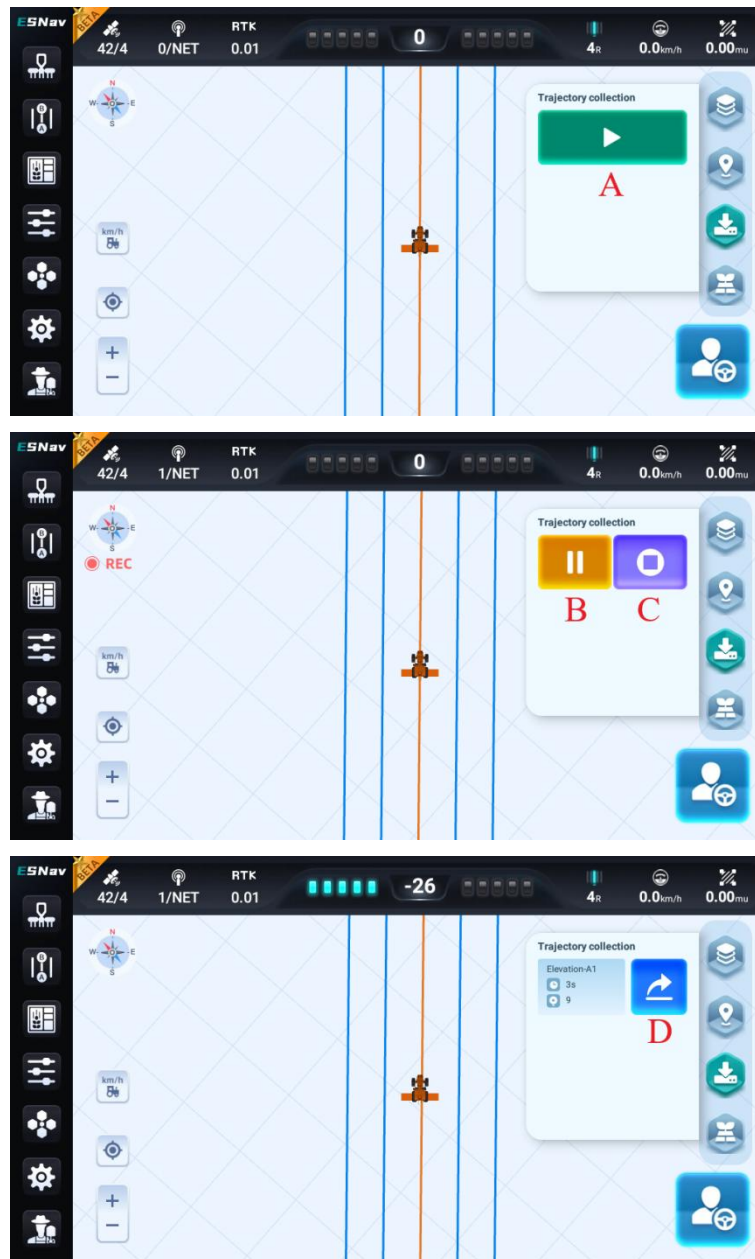 ESNav
BETA
42/4
0/NET
RTK
0.01
0
4R
0.0km/h
0.00mu
N
W
E
S
km/h
+
−
Trajectory collection
A
ESNav
BETA
42/4
1/NET
RTK
0.01
0
4R
0.0km/h
0.00mu
N
W
E
S
REC
km/h
+
−
Trajectory collection
B
C
ESNav
BETA
42/4
1/NET
RTK
0.01
-26
4R
0.0km/h
0.00mu
N
W
E
S
km/h
+
−
Trajectory collection
Elevation-A1
3s
9
D